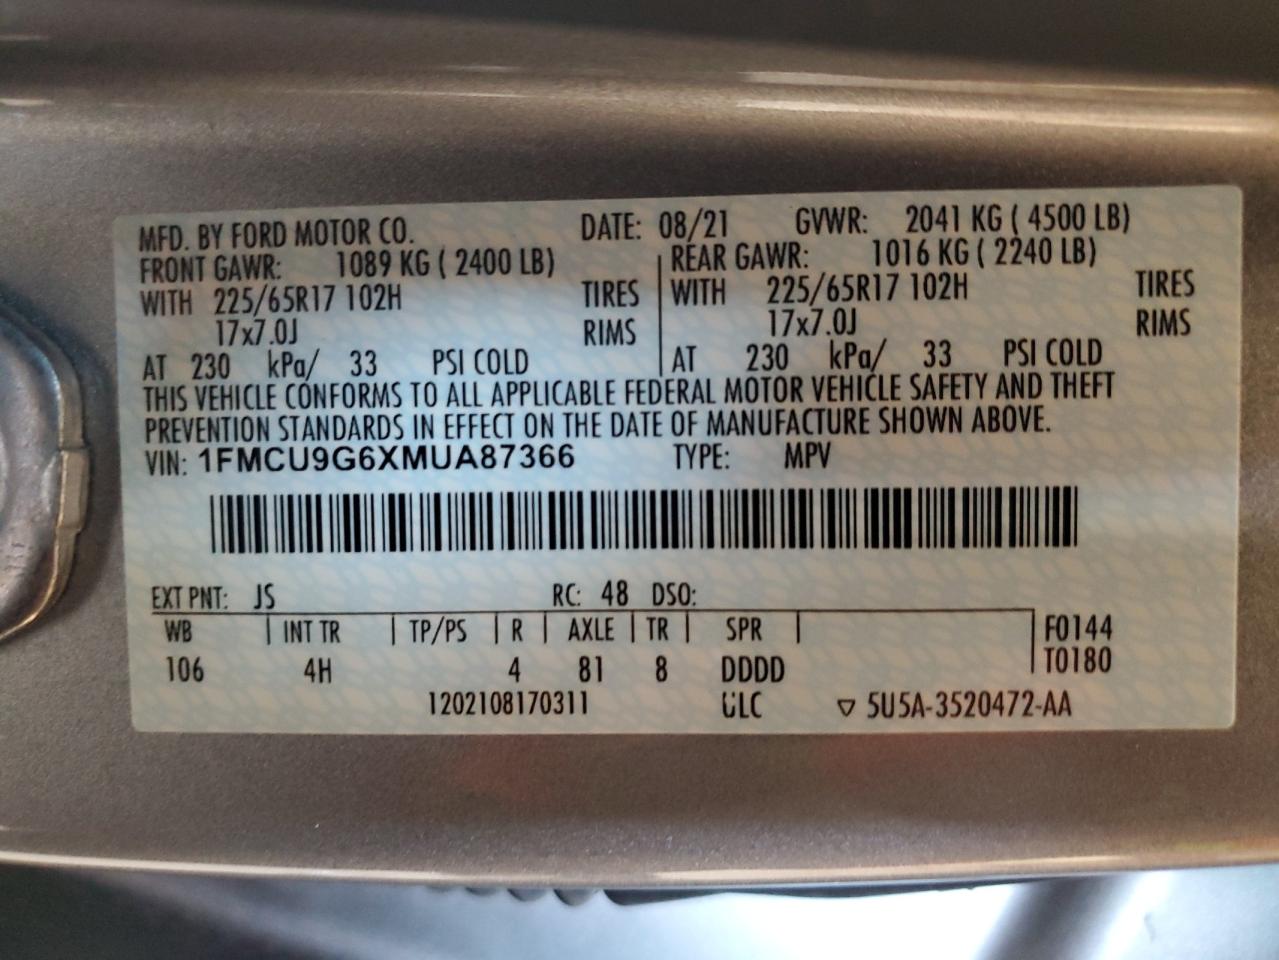 MFD. BY FORD MOTOR CO. DATE: 08/21 GVWR: 2041 KG ( 4500 LB)
FRONT GAWR: 1089 KG ( 2400 LB) REAR GAWR: 1016 KG ( 2240 LB)
WITH 225/65R17 102H TIRES WITH 225/65R17 102H TIRES
17x7.0J RIMS 17x7.0J RIMS
AT 230 kPa/ 33 PSI COLD AT 230 kPa/ 33 PSI COLD
THIS VEHICLE CONFORMS TO ALL APPLICABLE FEDERAL MOTOR VEHICLE SAFETY AND THEFT
PREVENTION STANDARDS IN EFFECT ON THE DATE OF MANUFACTURE SHOWN ABOVE.
VIN: 1FMCU9G6XMUA87366 TYPE: MPV
EXT PNT: JS RC: 48 DSO:
WB INT TR TP/PS R AXLE TR SPR F0144
106 4H 4 81 8 DDDD T0180
1202108170311 ▽ 5U5A-3520472-AA